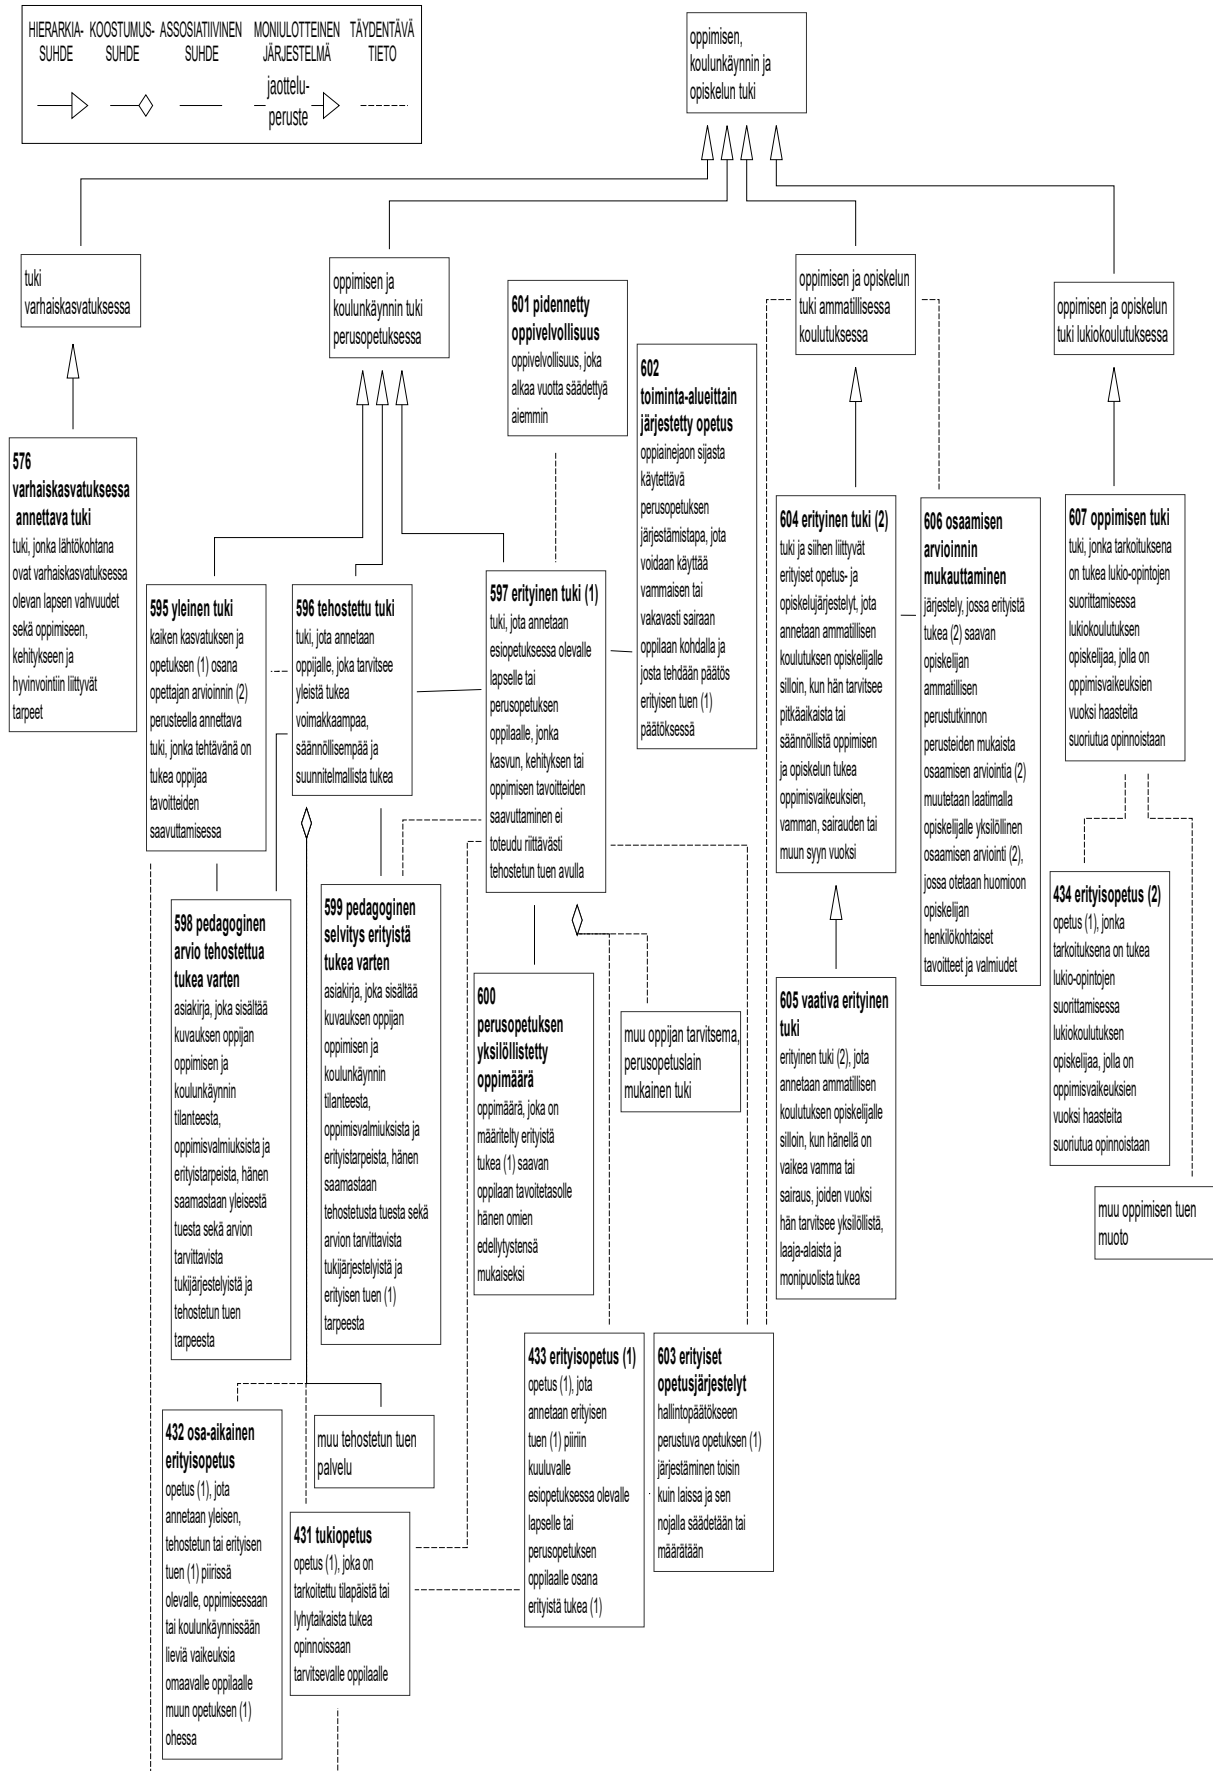 HIERARKIA-
SUHDE
KOOSTUMUS-
SUHDE
ASSOSIATIIVINEN
SUHDE
MONIULOTTEINEN
JÄRJESTELMÄ
TÄYDENTÄVÄ
TIETO
jaottelu-
peruste
oppimisen,
koulunkäynnin ja
opiskelun tuki
tuki
varhaiskasvatuksessa
oppimisen ja
koulunkäynnin tuki
perusopetuksessa
oppimisen ja opiskelun
tuki ammatillisessa
koulutuksessa
oppimisen ja opiskelun
tuki lukiokoulutuksessa
601 pidennetty
oppivelvollisuus
oppivelvollisuus, joka
alkaa vuotta säädettyä
aiemmin
602
toiminta-alueittain
järjestetty opetus
oppiainejaon sijasta
käytettävä
perusopetuksen
järjestämistapa, jota
voidaan käyttää
vammaisen tai
vakavasti sairaan
oppilaan kohdalla ja
josta tehdään päätös
erityisen tuen (1)
päätöksessä
576
varhaiskasvatuksessa
annettava tuki
tuki, jonka lähtökohtana
ovat varhaiskasvatuksessa
olevan lapsen vahvuudet
sekä oppimiseen,
kehitykseen ja
hyvinvointiin liittyvät
tarpeet
595 yleinen tuki
kaiken kasvatuksen ja
opetuksen (1) osana
opettajan arvioinnin (2)
perusteella annettava
tuki, jonka tehtävänä on
tukea oppijaa
tavoitteiden
saavuttamisessa
596 tehostettu tuki
tuki, jota annetaan
oppijalle, joka tarvitsee
yleistä tukea
voimakkaampaa,
säännöllisempää ja
suunnitelmallista tukea
597 erityinen tuki (1)
tuki, jota annetaan
esiopetuksessa olevalle
lapselle tai
perusopetuksen
oppilaalle, jonka
kasvun, kehityksen tai
oppimisen tavoitteiden
saavuttaminen ei
toteudu riittävästi
tehostetun tuen avulla
604 erityinen tuki (2)
tuki ja siihen liittyvät
erityiset opetus- ja
opiskelujärjestelyt, jota
annetaan ammatillisen
koulutuksen opiskelijalle
silloin, kun hän tarvitsee
pitkäaikaista tai
säännöllistä oppimisen
ja opiskelun tukea
oppimisvaikeuksien,
vamman, sairauden tai
muun syyn vuoksi
606 osaamisen
arvioinnin
mukauttaminen
järjestely, jossa erityistä
tukea (2) saavan
opiskelijan
ammatillisen
perustutkinnon
perusteiden mukaista
osaamisen arviointia (2)
muutetaan laatimalla
opiskelijalle yksilöllinen
osaamisen arviointi (2),
jossa otetaan huomioon
opiskelijan
henkilökohtaiset
tavoitteet ja valmiudet
607 oppimisen tuki
tuki, jonka tarkoituksena
on tukea lukio-opintojen
suorittamisessa
lukiokoulutuksen
opiskelijaa, jolla on
oppimisvaikeuksien
vuoksi haasteita
suoriutua opinnoistaan
598 pedagoginen
arvio tehostettua
tukea varten
asiakirja, joka sisältää
kuvauksen oppijan
oppimisen ja
koulunkäynnin
tilanteesta,
oppimisvalmiuksista ja
erityistarpeista, hänen
saamastaan yleisestä
tuesta sekä arvion
tarvittavista
tukijärjestelyistä ja
tehostetun tuen
tarpeesta
599 pedagoginen
selvitys erityistä
tukea varten
asiakirja, joka sisältää
kuvauksen oppijan
oppimisen ja
koulunkäynnin
tilanteesta,
oppimisvalmiuksista ja
erityistarpeista, hänen
saamastaan
tehostetusta tuesta sekä
arvion tarvittavista
tukijärjestelyistä ja
erityisen tuen (1)
tarpeesta
600
perusopetuksen
yksilöllistetty
oppimäärä
oppimäärä, joka on
määritelty erityistä
tukea (1) saavan
oppilaan tavoitetasolle
hänen omien
edellytystensä
mukaiseksi
muu oppijan tarvitsema,
perusopetuslain
mukainen tuki
605 vaativa erityinen
tuki
erityinen tuki (2), jota
annetaan ammatillisen
koulutuksen opiskelijalle
silloin, kun hänellä on
vaikea vamma tai
sairaus, joiden vuoksi
hän tarvitsee yksilöllistä,
laaja-alaista ja
monipuolista tukea
434 erityisopetus (2)
opetus (1), jonka
tarkoituksena on tukea
lukio-opintojen
suorittamisessa
lukiokoulutuksen
opiskelijaa, jolla on
oppimisvaikeuksien
vuoksi haasteita
suoriutua opinnoistaan
muu oppimisen tuen
muoto
432 osa-aikainen
erityisopetus
opetus (1), jota
annetaan yleisen,
tehostetun tai erityisen
tuen (1) piirissä
olevalle, oppimisessaan
tai koulunkäynnissään
lieviä vaikeuksia
omaavalle oppilaalle
muun opetuksen (1)
ohessa
muu tehostetun tuen
palvelu
431 tukiopetus
opetus (1), joka on
tarkoitettu tilapäistä tai
lyhytaikaista tukea
opinnoissaan
tarvitsevalle oppilaalle
433 erityisopetus (1)
opetus (1), jota
annetaan erityisen
tuen (1) piiriin
kuuluvalle
esiopetuksessa olevalle
lapselle tai
perusopetuksen
oppilaalle osana
erityistä tukea (1)
603 erityiset
opetusjärjestelyt
hallintopäätökseen
perustuva opetuksen (1)
järjestäminen toisin
kuin laissa ja sen
nojalla säädetään tai
määrätään